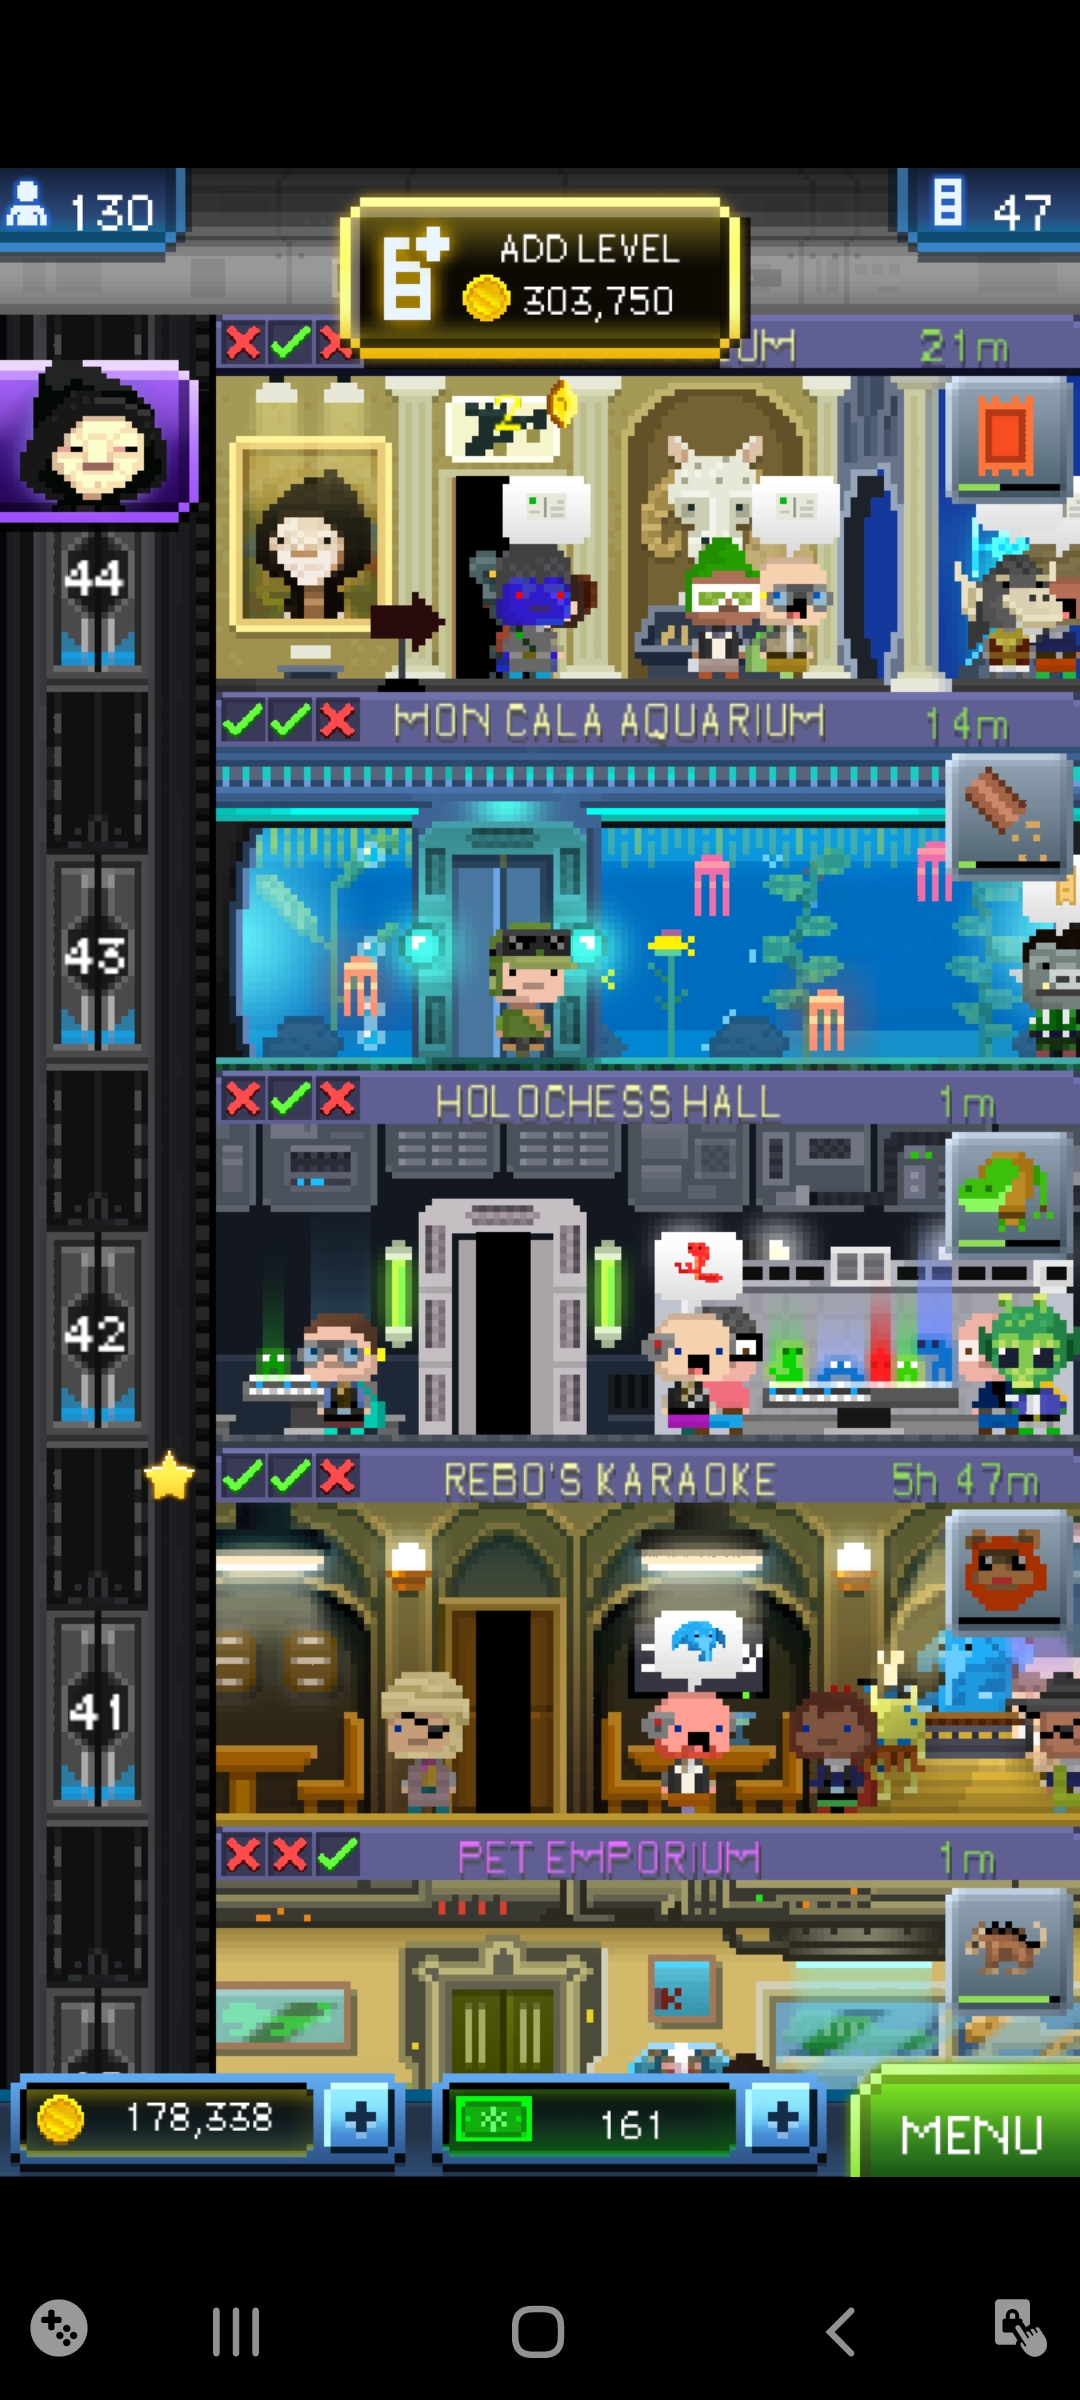 130
47
ADD LEVEL
303,750
21m
2
44
MON CALA AQUARIUM 14m
43
HOLOCHESS HALL 1m
42
REBO'S KARAOKE 5h 47m
41
PET EMPORIUM 1m
178,338
161
MENU